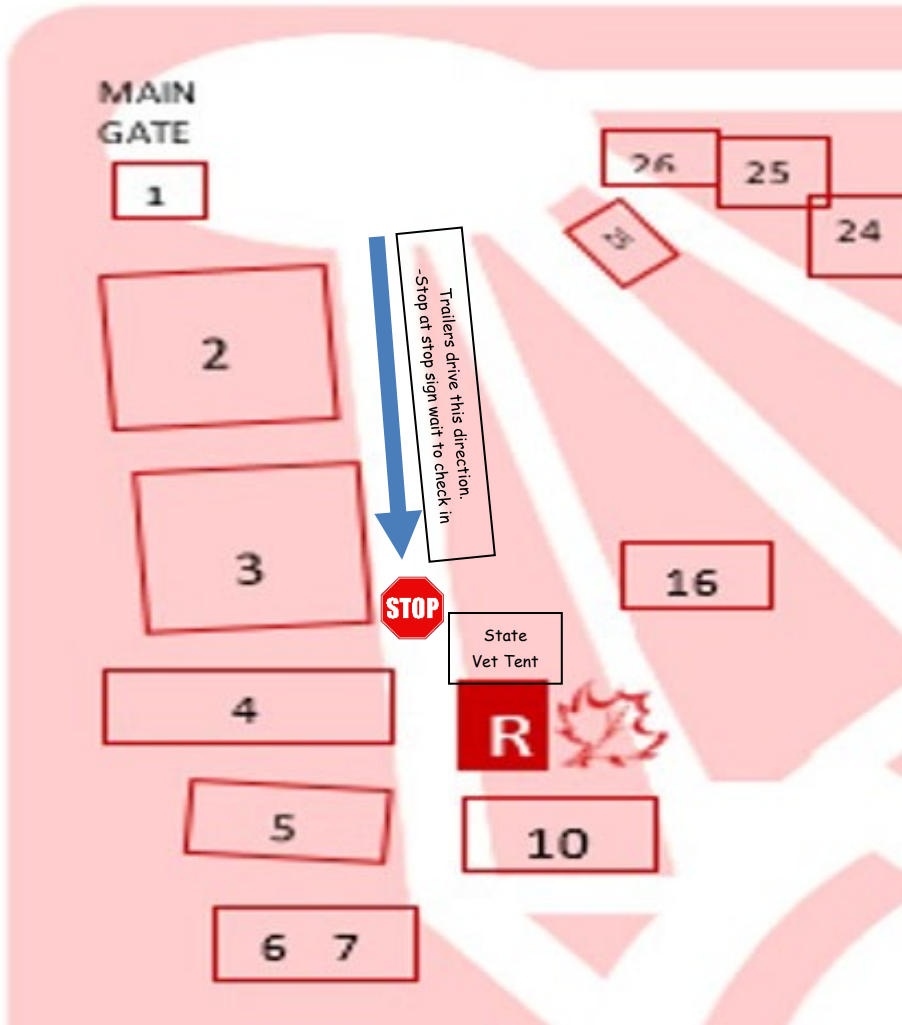 MAIN
GATE
1
26
25
24
25
2
Trailers drive this direction.
-Stop at stop sign wait to check in
3
STOP
16
State
Vet Tent
4
R
5
10
6 7